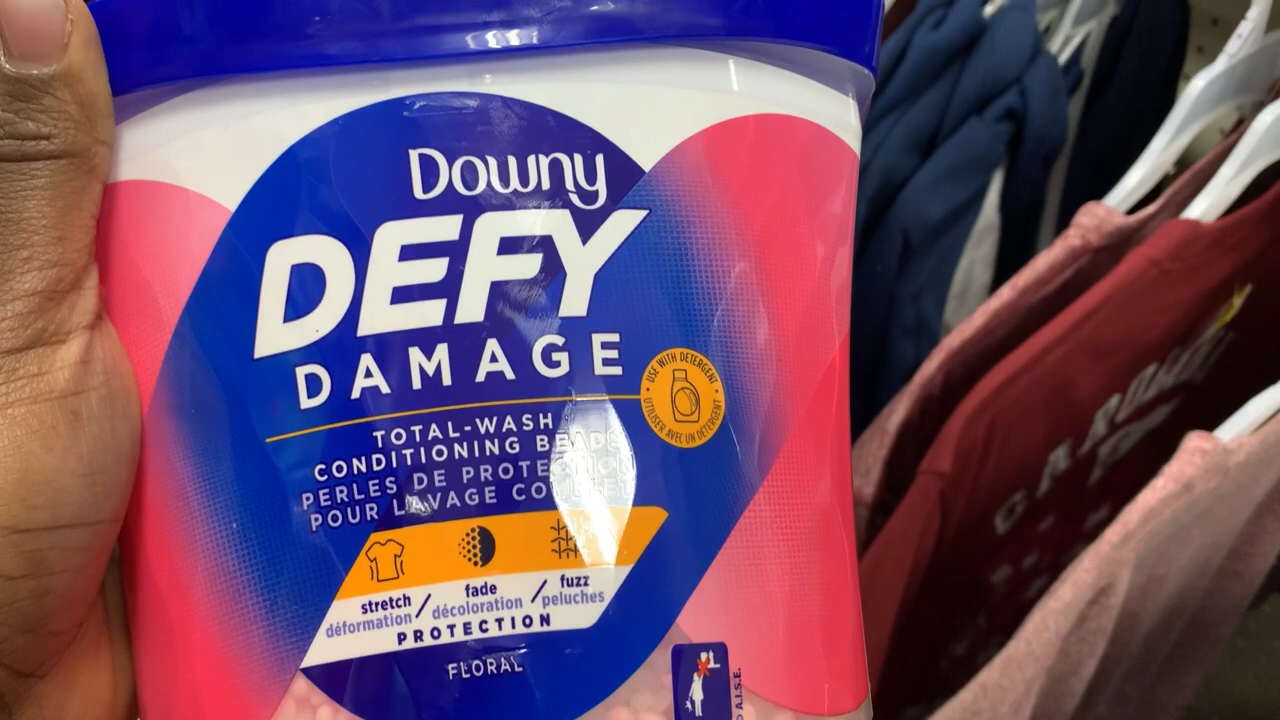 Downy
DEFY
DAMAGE
USE WITH DETERGENT
UTILISER AVEC UN DÉTERGENT
TOTAL-WASH
CONDITIONING BEADS
PERLES DE PROTECTION
POUR LAVAGE COMPLET
stretch / fade / fuzz
déformation / décoloration / peluches
PROTECTION
FLORAL
A.I.S.E.